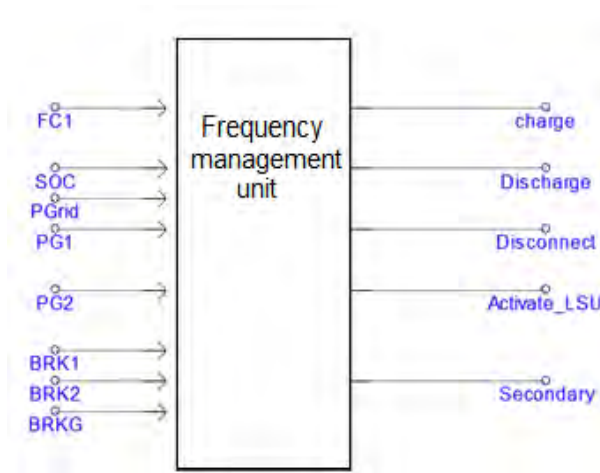 FC1
SOC
PGrid
PG1
PG2
BRK1
BRK2
BRKG
Frequency
management
unit
charge
Discharge
Disconnect
Activate_LSU
Secondary